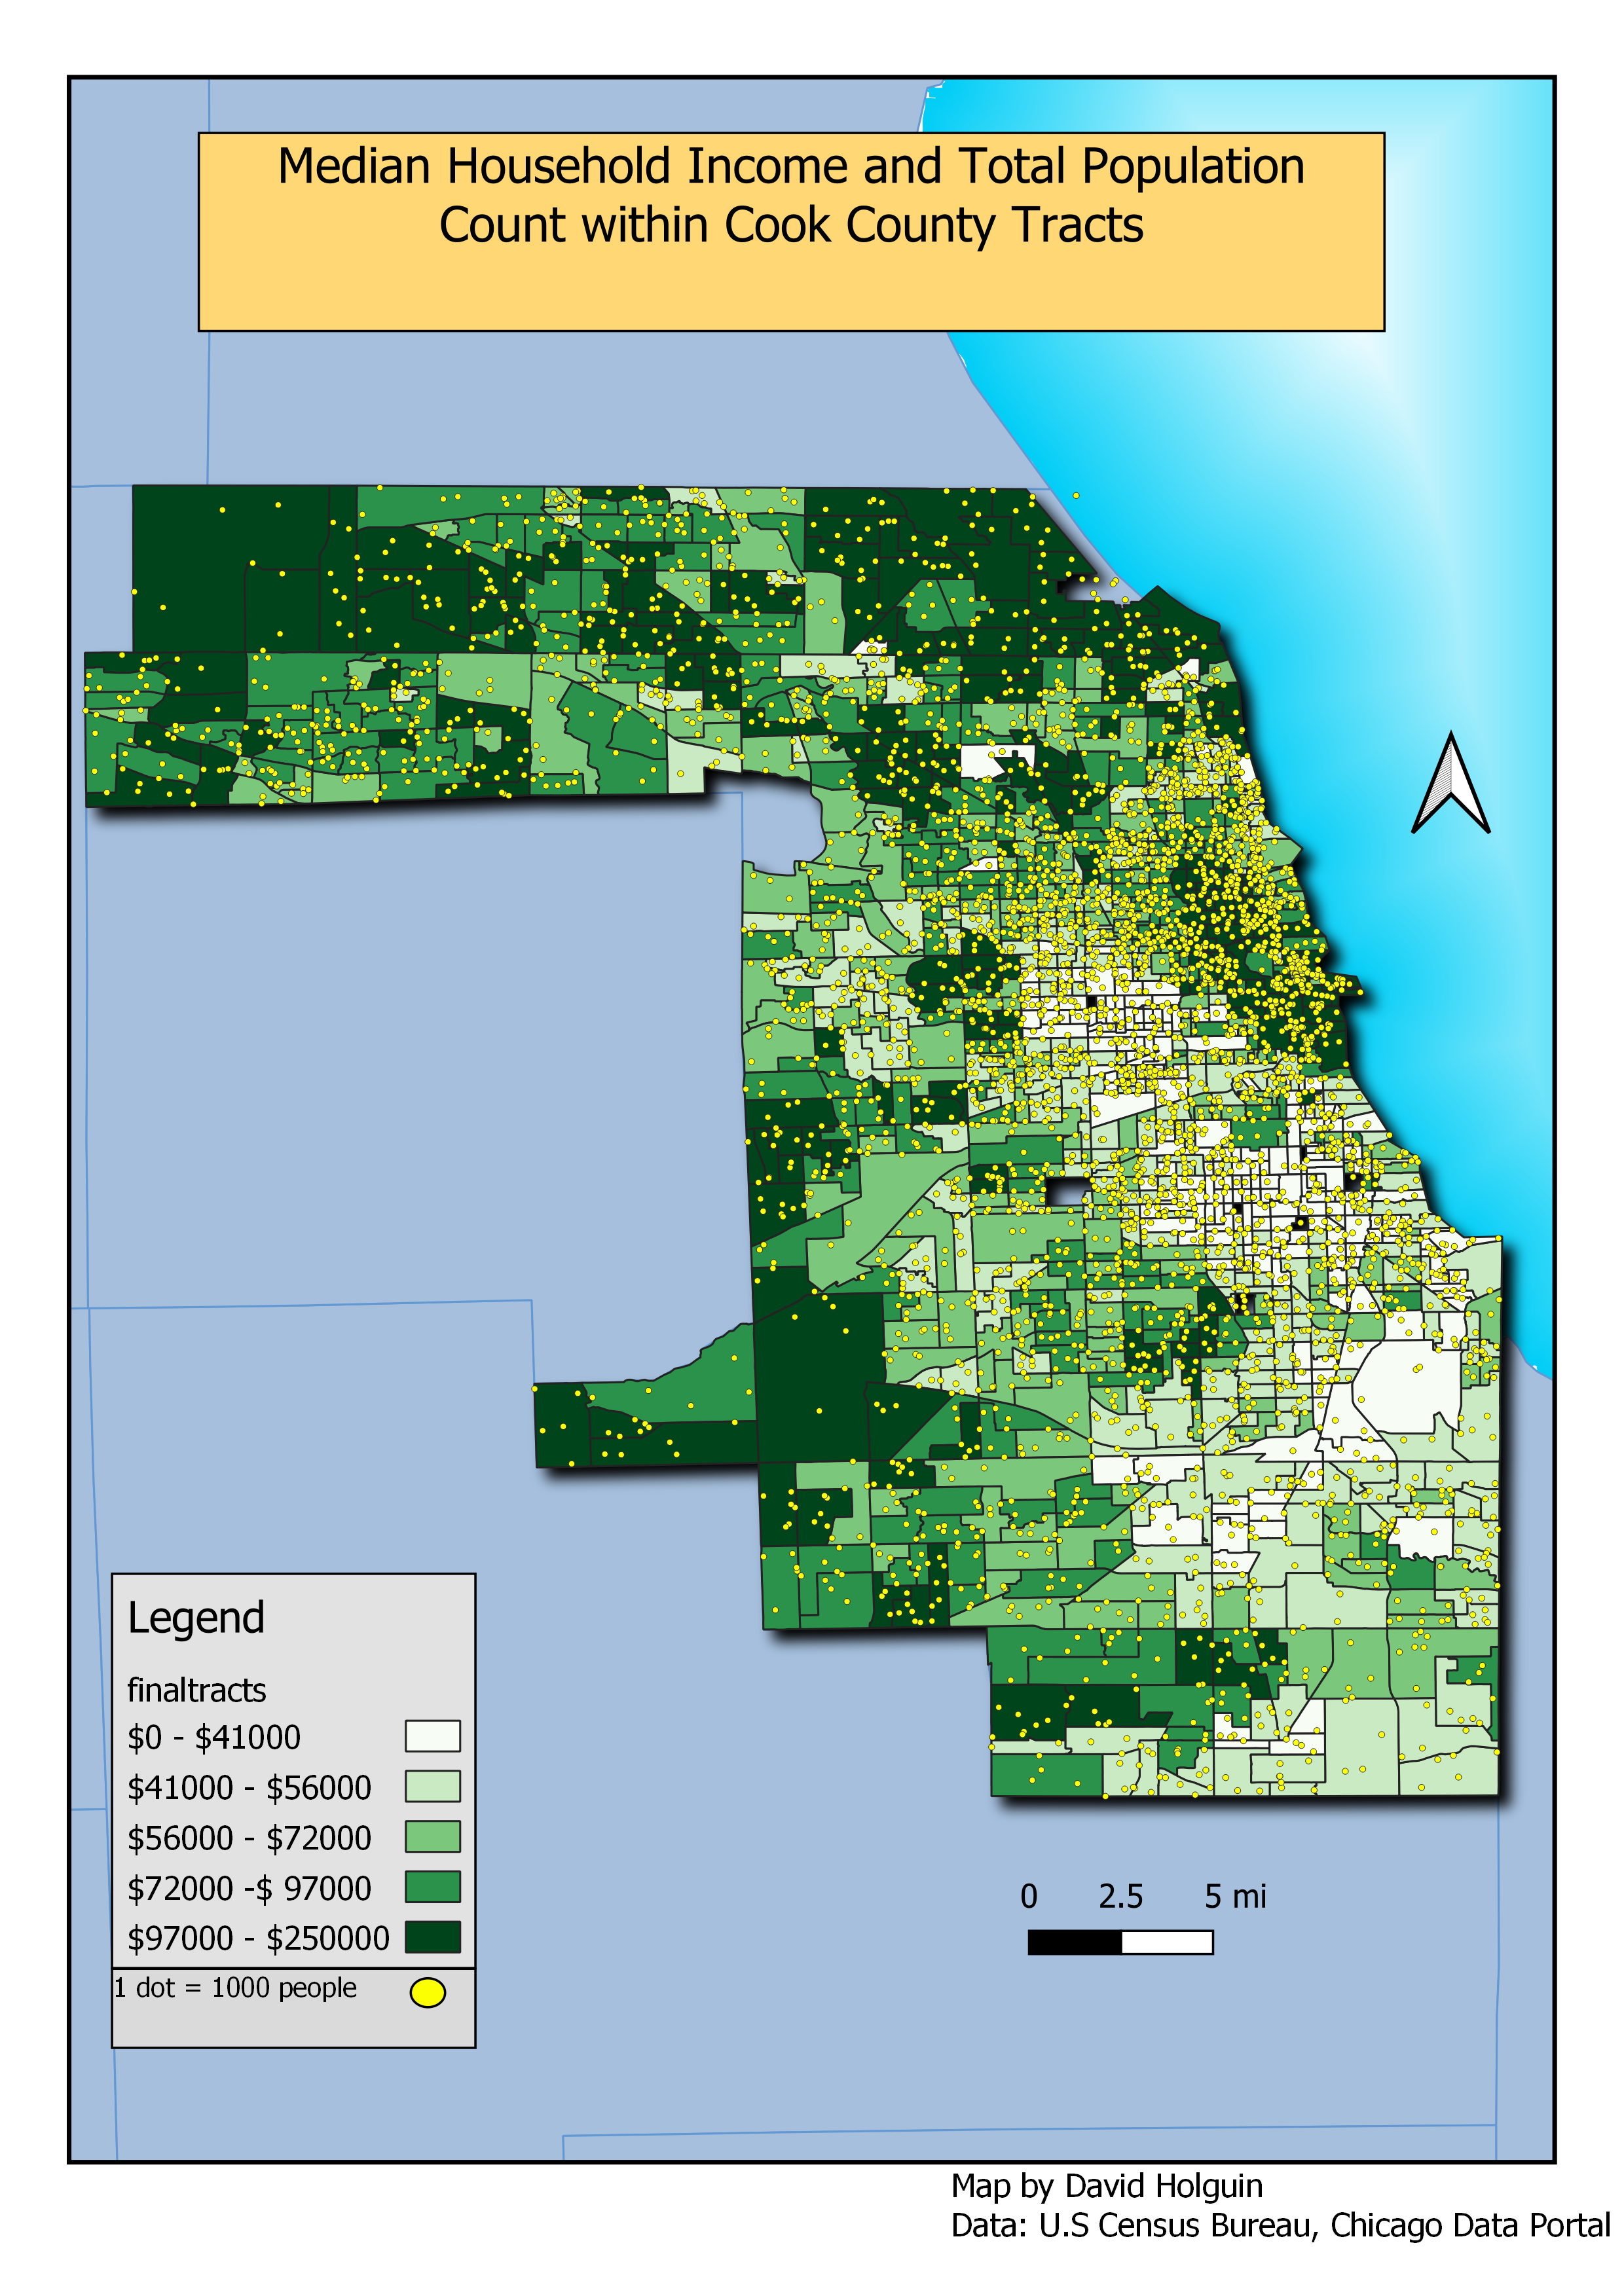 Median Household Income and Total Population
Count within Cook County Tracts
Legend
finaltracts
$0 - $41000
$41000 - $56000
$56000 - $72000
$72000 -$ 97000
$97000 - $250000
1 dot = 1000 people
0 2.5 5 mi
Map by David Holguin
Data: U.S Census Bureau, Chicago Data Portal